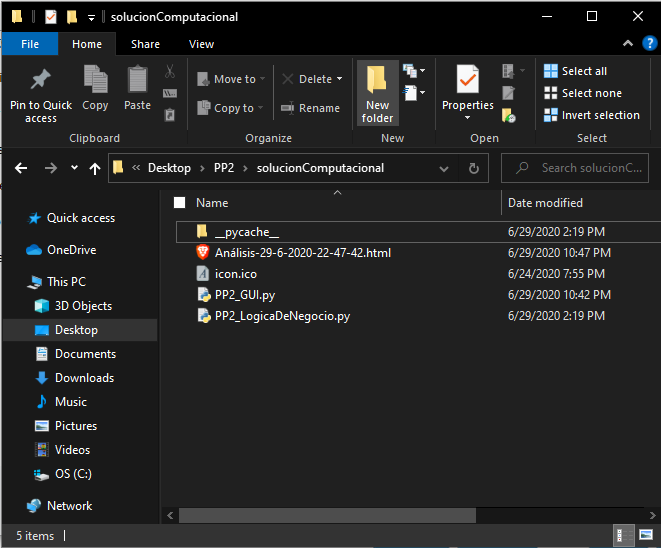 solucionComputacional
File Home Share View
Pin to Quick access
Copy
Paste
Move to
Copy to
Delete
Rename
New folder
Properties
Select all
Select none
Invert selection
Clipboard Organize New Open Select
Desktop PP2 solucionComputacional
Search solucionC...
Name Date modified
Quick access
OneDrive
This PC
3D Objects
Desktop
Documents
Downloads
Music
Pictures
Videos
OS (C:)
Network
__pycache__ 6/29/2020 2:19 PM
Análisis-29-6-2020-22-47-42.html 6/29/2020 10:47 PM
icon.ico 6/24/2020 7:55 PM
PP2_GUI.py 6/29/2020 10:42 PM
PP2_LogicaDeNegocio.py 6/29/2020 2:19 PM
5 items